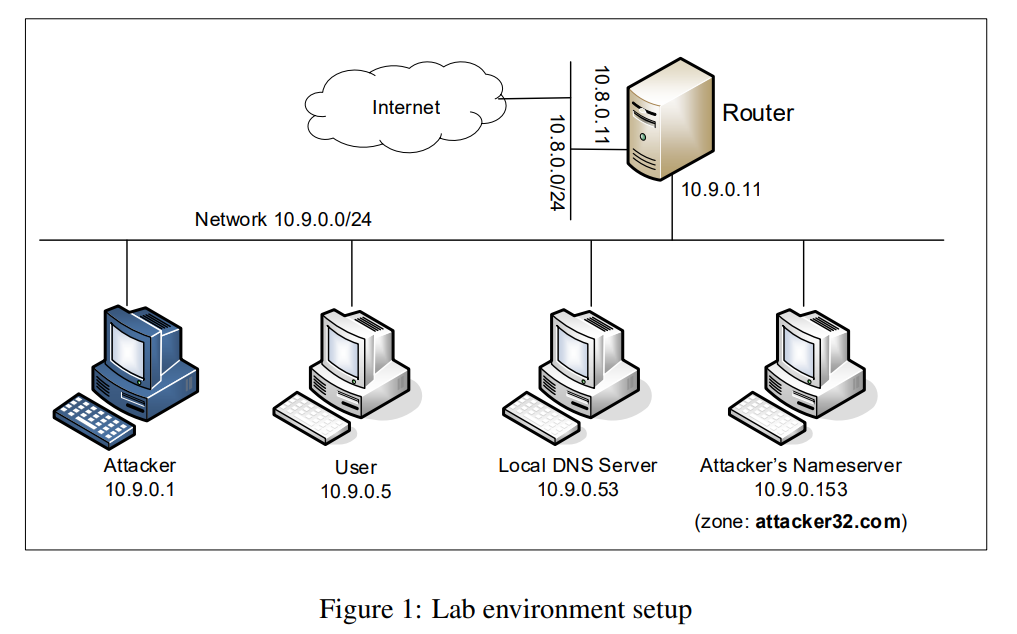 Internet
10.8.0.11
10.8.0.0/24
Router
10.9.0.11
Network 10.9.0.0/24
Attacker
10.9.0.1
User
10.9.0.5
Local DNS Server
10.9.0.53
Attacker's Nameserver
10.9.0.153
(zone: attacker32.com)
Figure 1: Lab environment setup